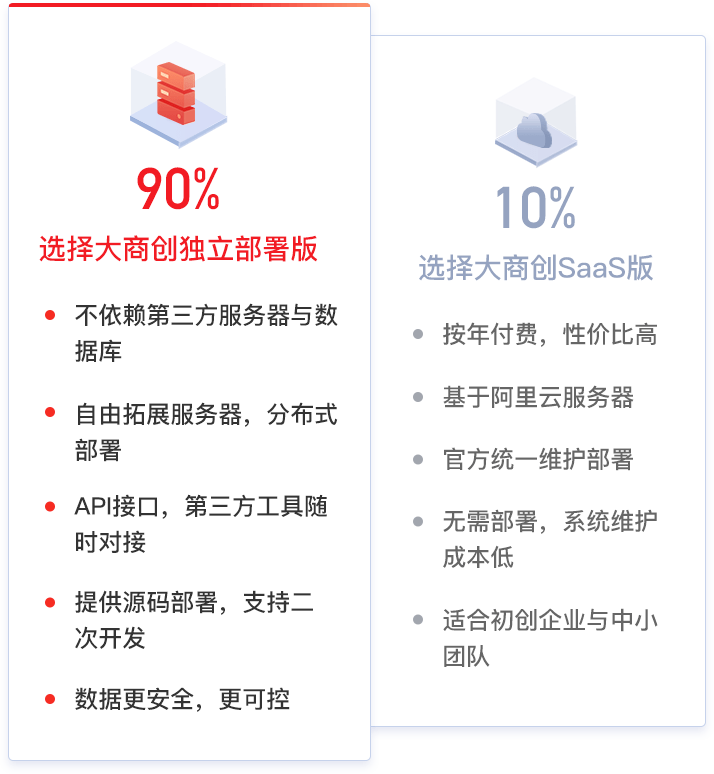 90%
选择大商创独立部署版
不依赖第三方服务器与数
据库
自由拓展服务器，分布式
部署
API接口，第三方工具随
时对接
提供源码部署，支持二
次开发
数据更安全，更可控
10%
选择大商创SaaS版
按年付费，性价比高
基于阿里云服务器
官方统一维护部署
无需部署，系统维护
成本低
适合初创企业与中小
团队